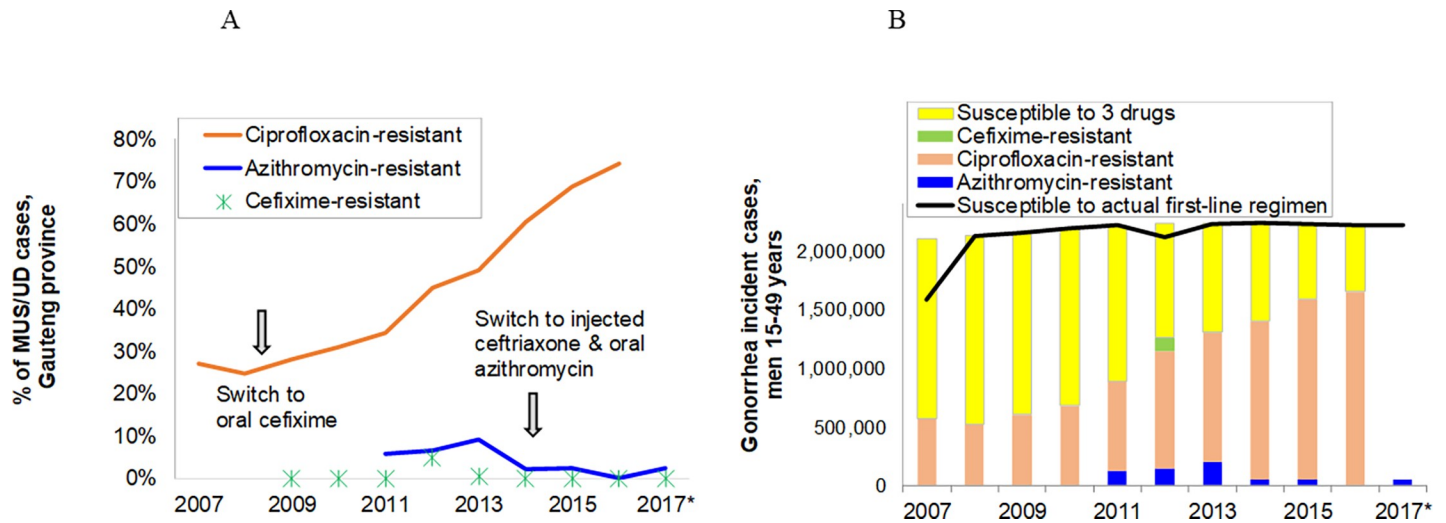 A
80%
70%
60%
50%
40%
30%
20%
10%
0%
% of MUS/UD cases,
Gauteng province
Ciprofloxacin-resistant
Azithromycin-resistant
Cefixime-resistant
Switch to
oral cefixime
Switch to injected
ceftriaxone & oral
azithromycin
2007
2009
2011
2013
2015
2017*
B
Susceptible to 3 drugs
Cefixime-resistant
Ciprofloxacin-resistant
Azithromycin-resistant
Susceptible to actual first-line regimen
Gonorrhea incident cases,
men 15-49 years
2,000,000
1,500,000
1,000,000
500,000
0
2007
2009
2011
2013
2015
2017*